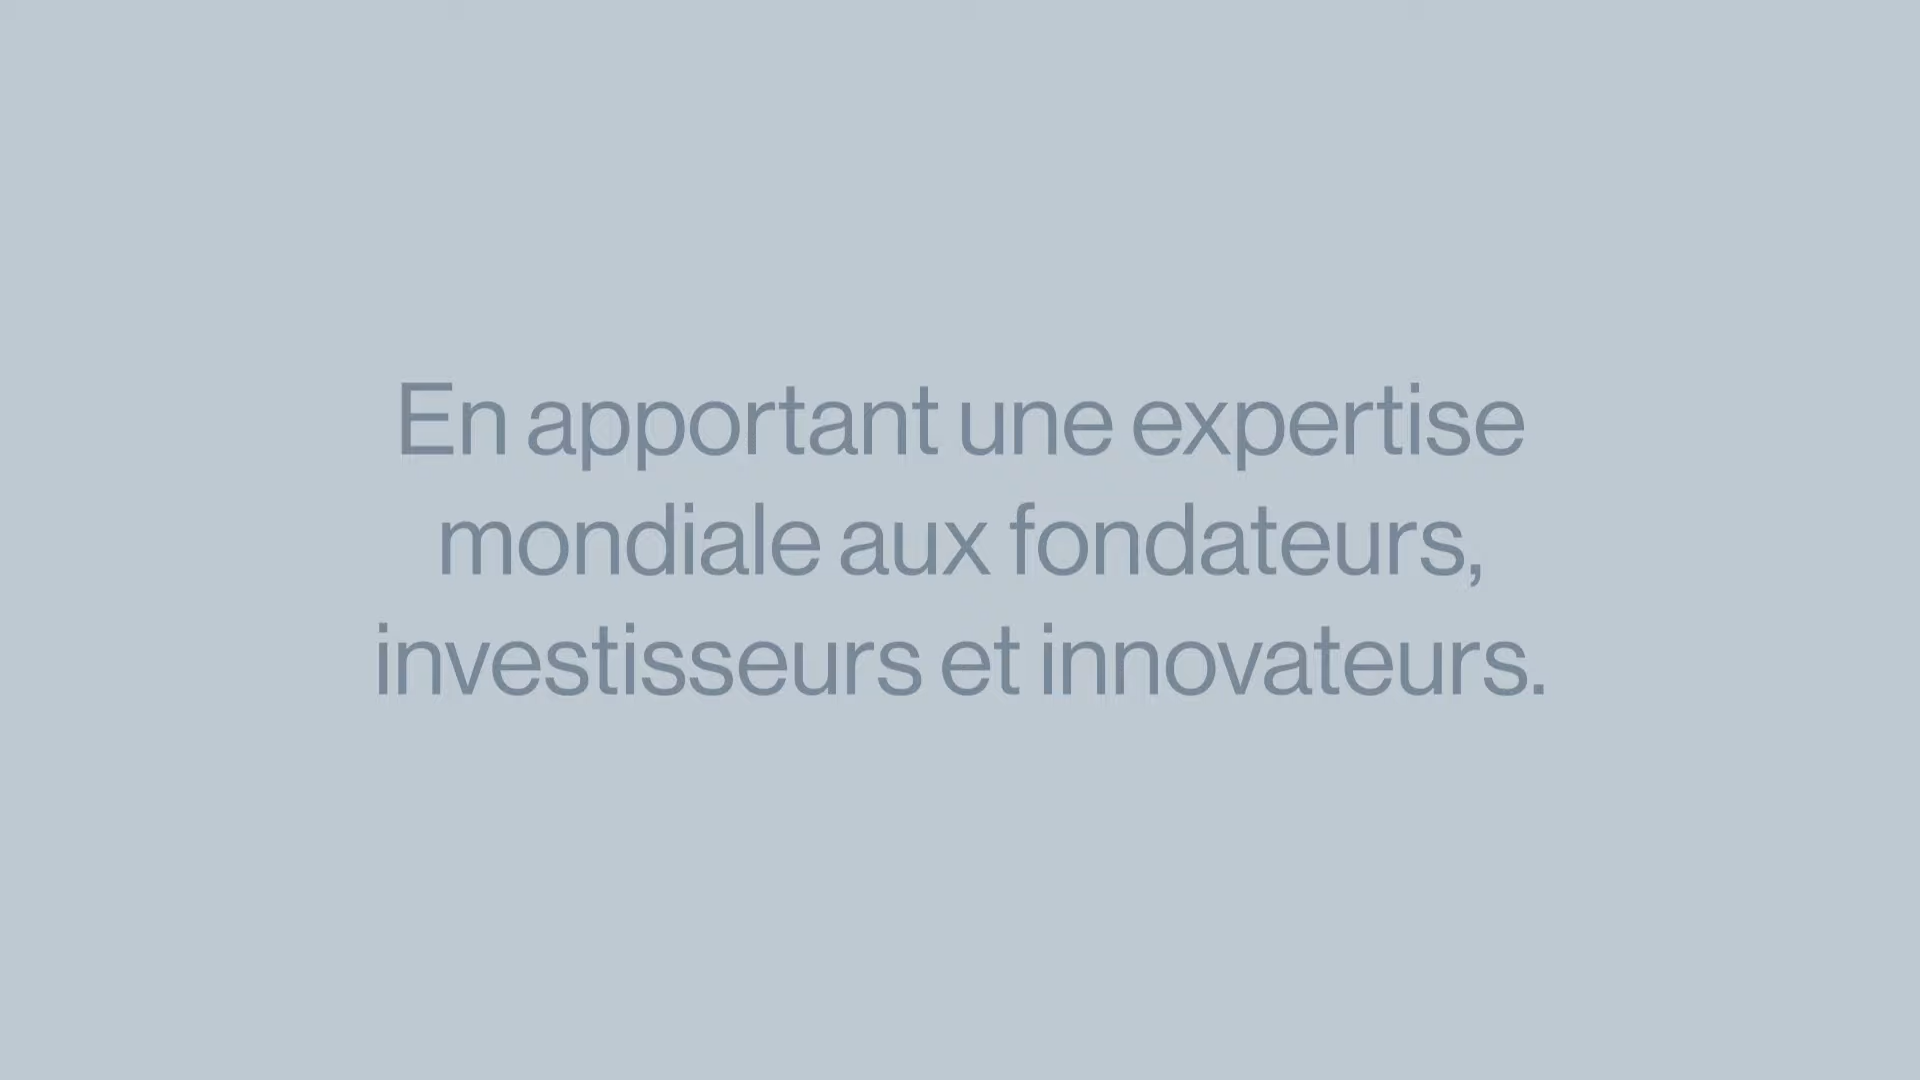 En apportant une expertise
mondiale aux fondateurs,
investisseurs et innovateurs.